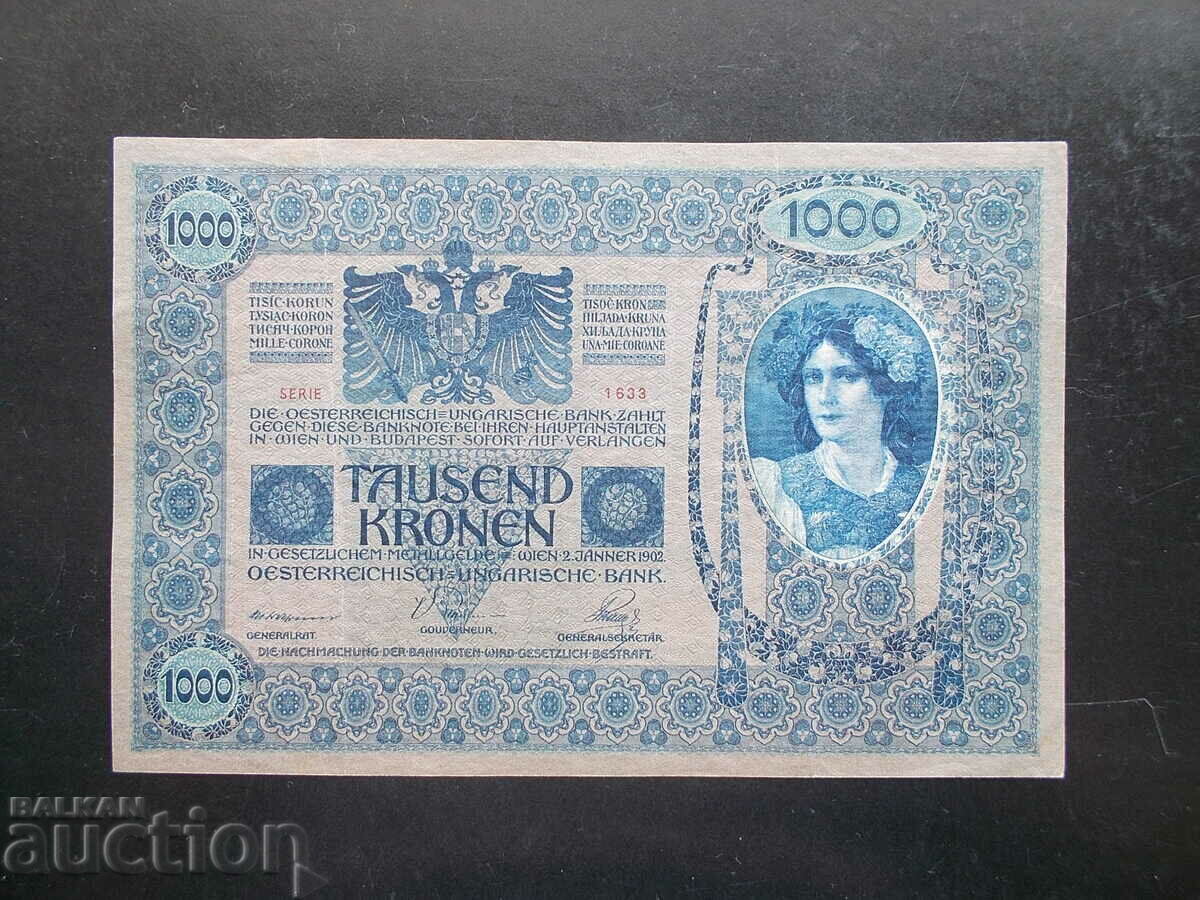 1000
1000
TISÍC·KORUN
TYSIĄC·KORON
ТИСЯЧ·КОРОН
MILLE·CORONE
TISOČ·KRON
HILJADA·KRUNA
ХИЉАДА·КРУНА
UNA·MIE·COROANE
SERIE 1633
DIE·OESTERREICHISCH=UNGARISCHE·BANK·ZAHLT
GEGEN·DIESE·BANKNOTE·BEI·IHREN·HAUPTANSTALTEN
IN·WIEN·UND·BUDAPEST·SOFORT·AUF·VERLANGEN
TAUSEND
KRONEN
IN·GESETZLICHEM·METALLGELDE·WIEN·2.JÄNNER·1902
OESTERREICHISCH=UNGARISCHE·BANK.
GENERALRAT.
GOUVERNEUR.
GENERALSEKRETÄR.
DIE·NACHMACHUNG·DER·BANKNOTEN·WIRD·GESETZLICH·BESTRAFT.
1000
BALKAN
auction